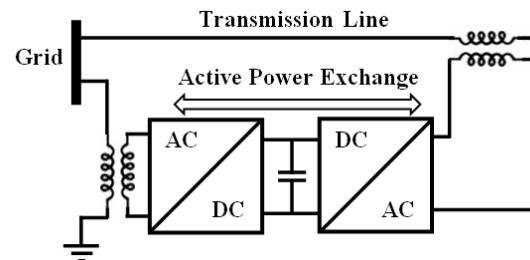 Transmission Line
Grid
Active Power Exchange
AC
DC
DC
AC